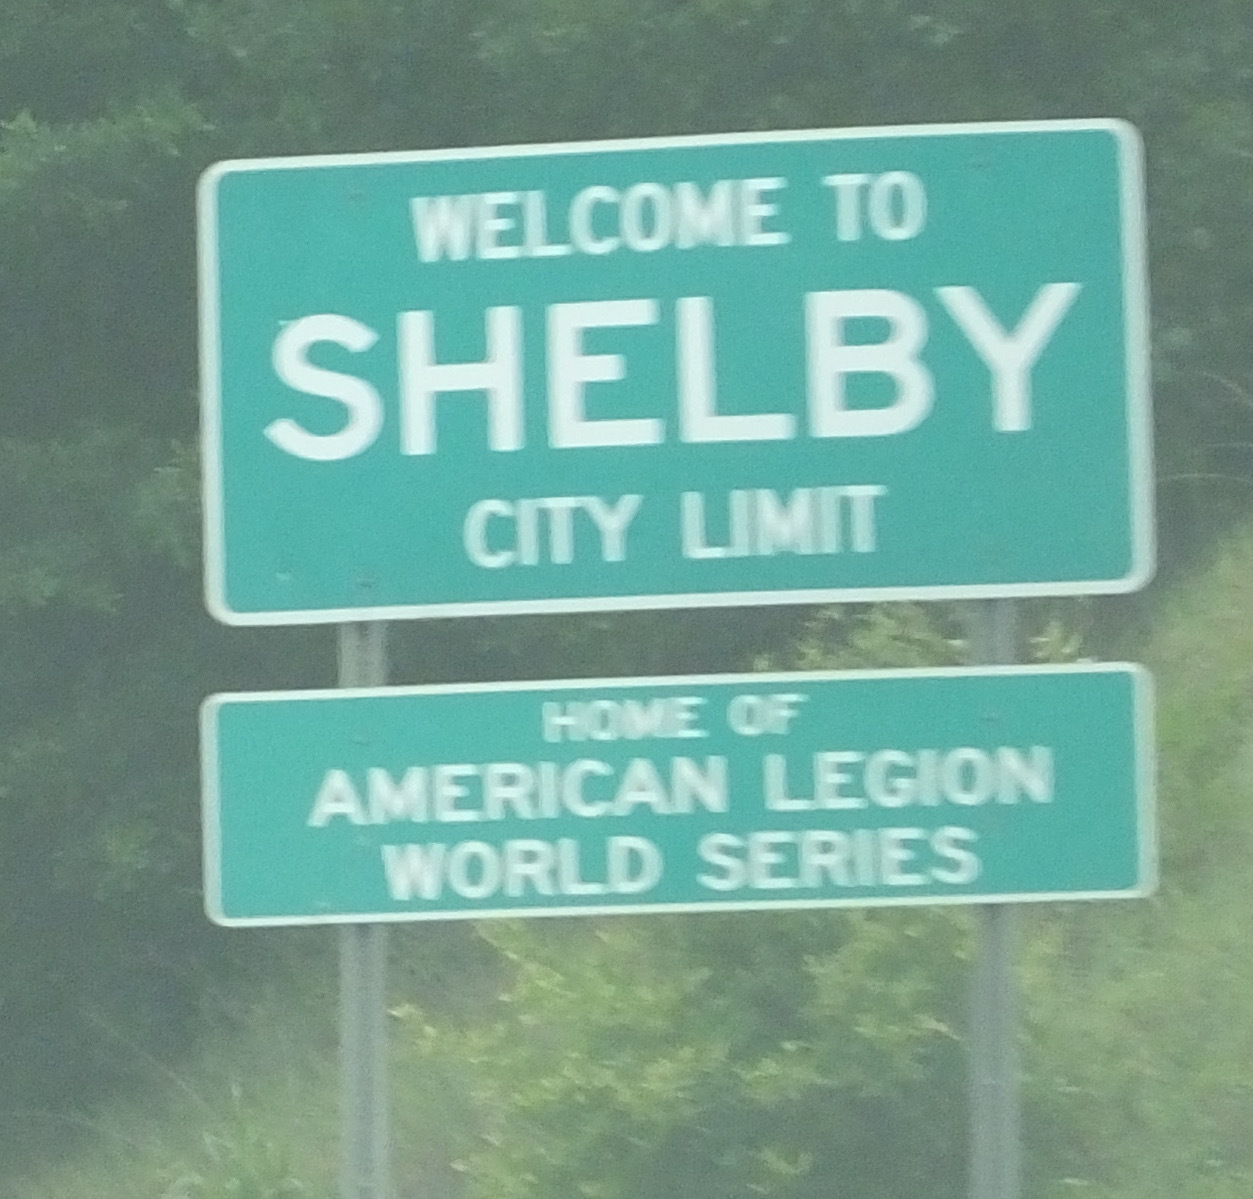 WELCOME TO
SHELBY
CITY LIMIT
HOME OF
AMERICAN LEGION
WORLD SERIES